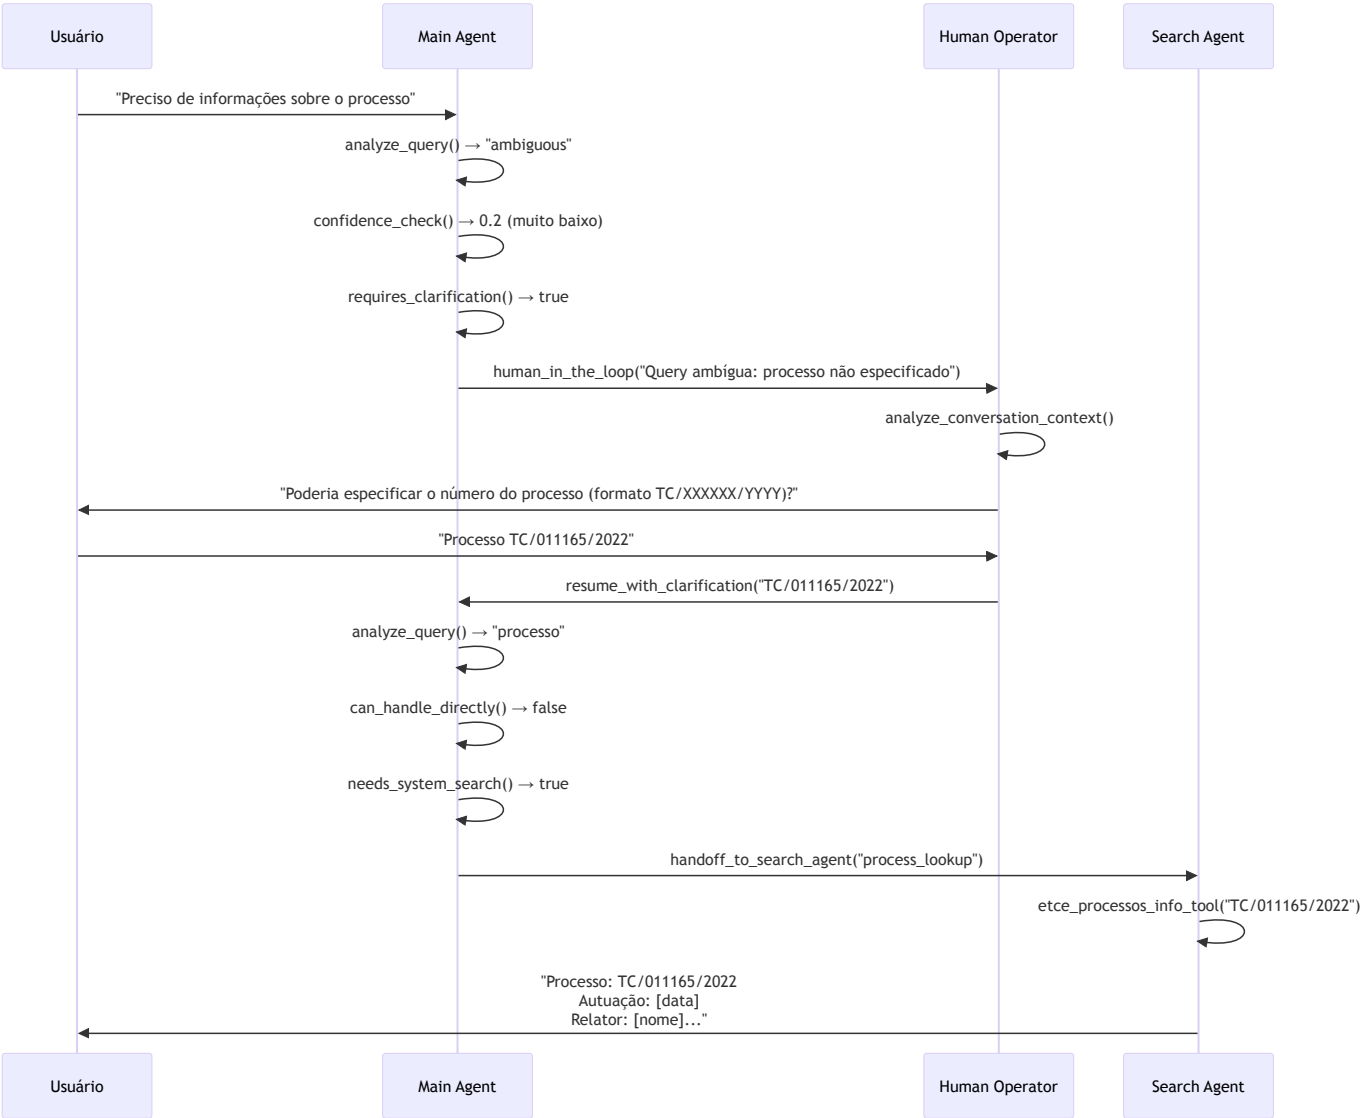 Usuário
Main Agent
Human Operator
Search Agent
"Preciso de informações sobre o processo"
analyze_query() → "ambiguous"
confidence_check() → 0.2 (muito baixo)
requires_clarification() → true
human_in_the_loop("Query ambígua: processo não especificado")
analyze_conversation_context()
"Poderia especificar o número do processo (formato TC/XXXXXX/YYYY)?"
"Processo TC/011165/2022"
resume_with_clarification("TC/011165/2022")
analyze_query() → "processo"
can_handle_directly() → false
needs_system_search() → true
handoff_to_search_agent("process_lookup")
etce_processos_info_tool("TC/011165/2022")
"Processo: TC/011165/2022
Autuação: [data]
Relator: [nome]..."
Usuário
Main Agent
Human Operator
Search Agent